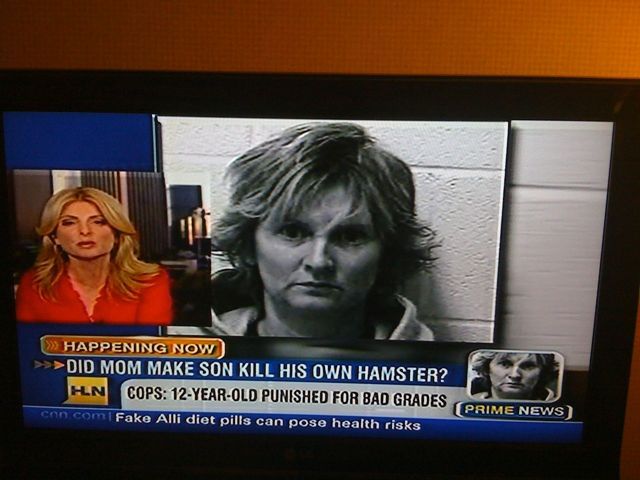 HAPPENING NOW
DID MOM MAKE SON KILL HIS OWN HAMSTER?
HLN
COPS: 12-YEAR-OLD PUNISHED FOR BAD GRADES
PRIME NEWS
cnn.com Fake Alli diet pills can pose health risks
LG